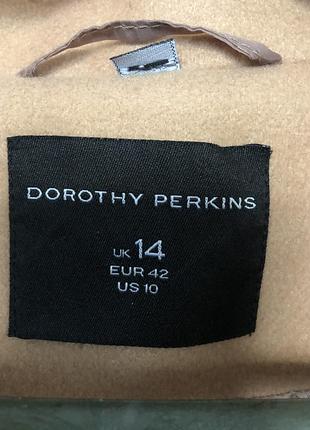 DOROTHY PERKINS
UK 14
EUR 42
US 10